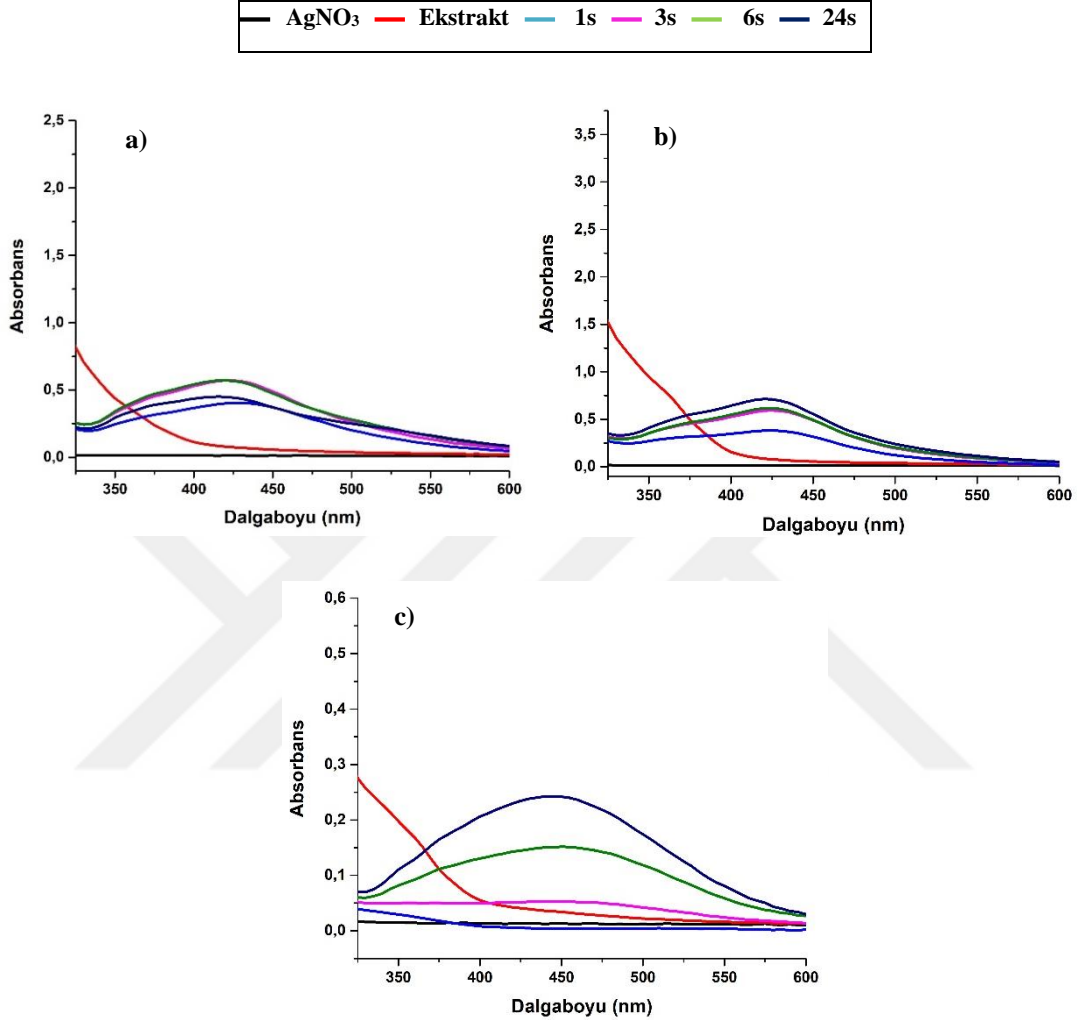 AgNO₃ Ekstrakt 1s 3s 6s 24s
a)
2,5
2,0
1,5
1,0
0,5
0,0
Absorbans
350 400 450 500 550 600
Dalgaboyu (nm)
b)
3,5
3,0
2,5
2,0
1,5
1,0
0,5
0,0
Absorbans
350 400 450 500 550 600
Dalgaboyu (nm)
c)
0,6
0,5
0,4
0,3
0,2
0,1
0,0
Absorbans
350 400 450 500 550 600
Dalgaboyu (nm)